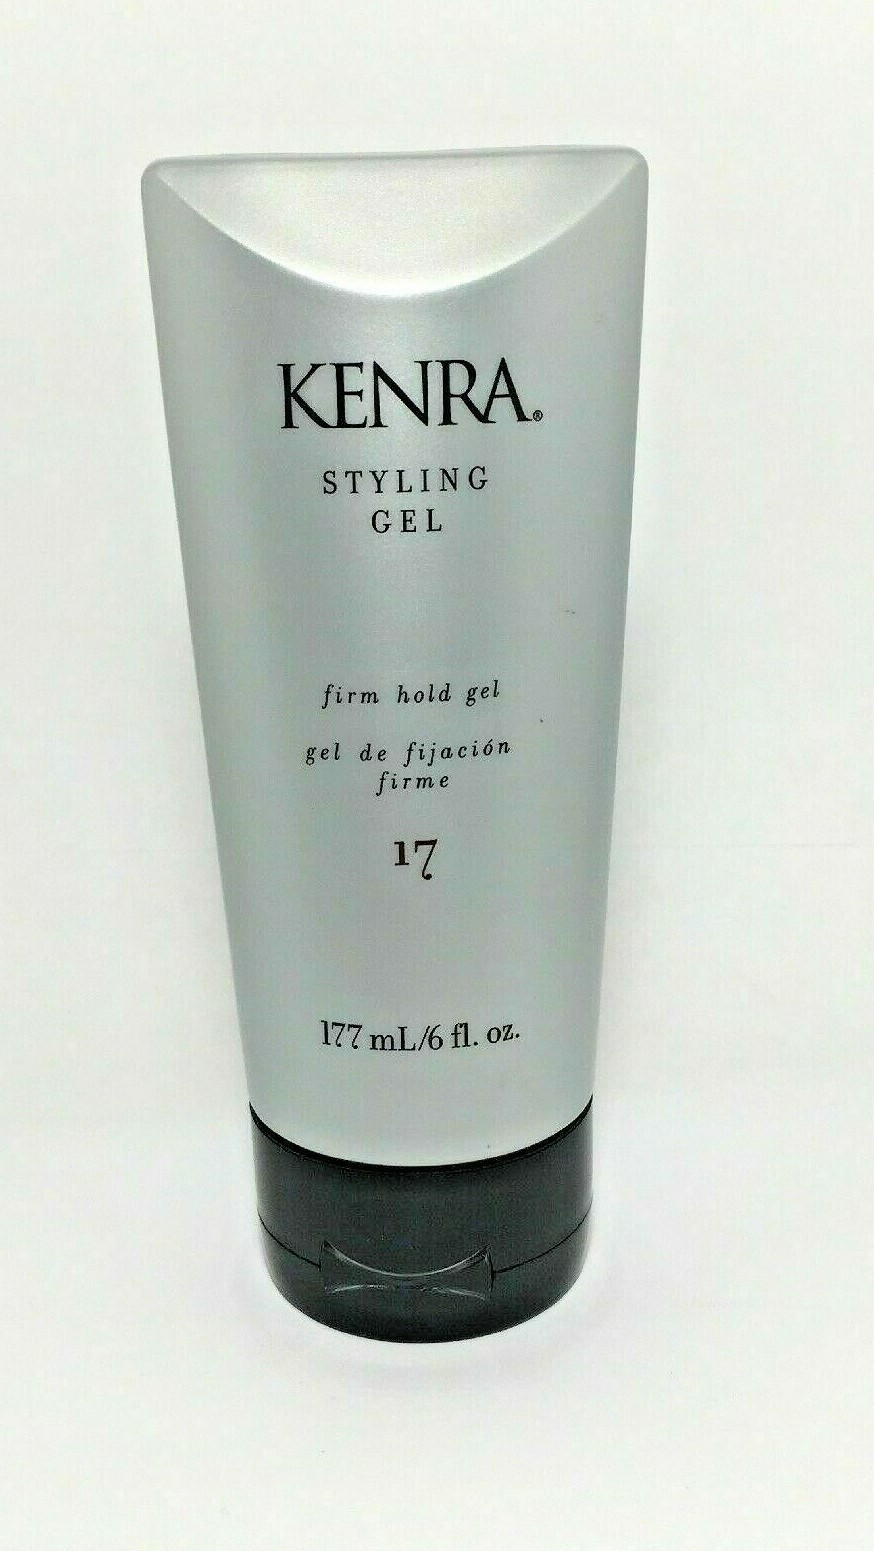 KENRA.®
STYLING
GEL
firm hold gel
gel de fijación
firme
17
177 mL/6 fl. oz.